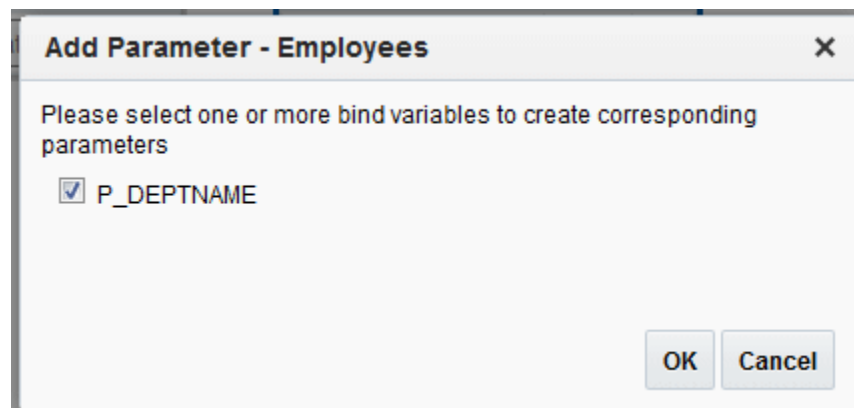 Add Parameter - Employees
Please select one or more bind variables to create corresponding
parameters
P_DEPTNAME
OK Cancel